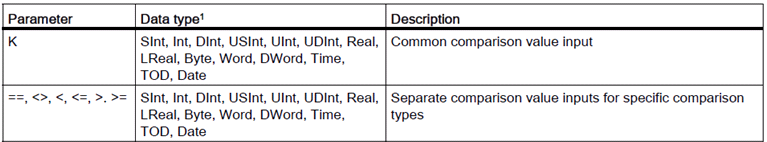 Parameter Data type¹ Description
K SInt, Int, DInt, USInt, UInt, UDInt, Real, Common comparison value input
LReal, Byte, Word, DWord, Time,
TOD, Date
==, <>, <, <=, >. >= SInt, Int, DInt, USInt, UInt, UDInt, Real, Separate comparison value inputs for specific comparison
LReal, Byte, Word, DWord, Time, types
TOD, Date